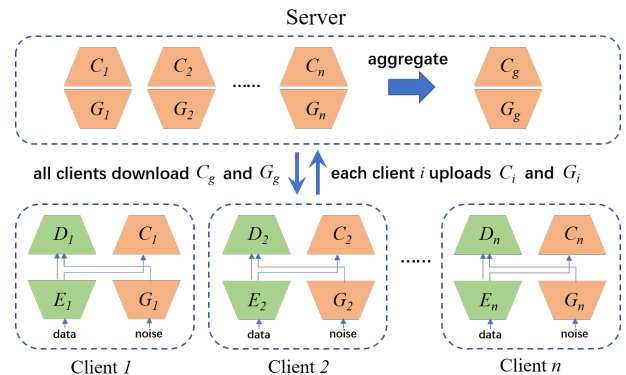 Server
C1 C2 Cn aggregate Cg
......
G1 G2 Gn Gg
all clients download Cg and Gg each client i uploads Ci and Gi
D1 C1 D2 C2 Dn Cn
......
E1 G1 E2 G2 En Gn
data noise data noise data noise
Client 1 Client 2 Client n